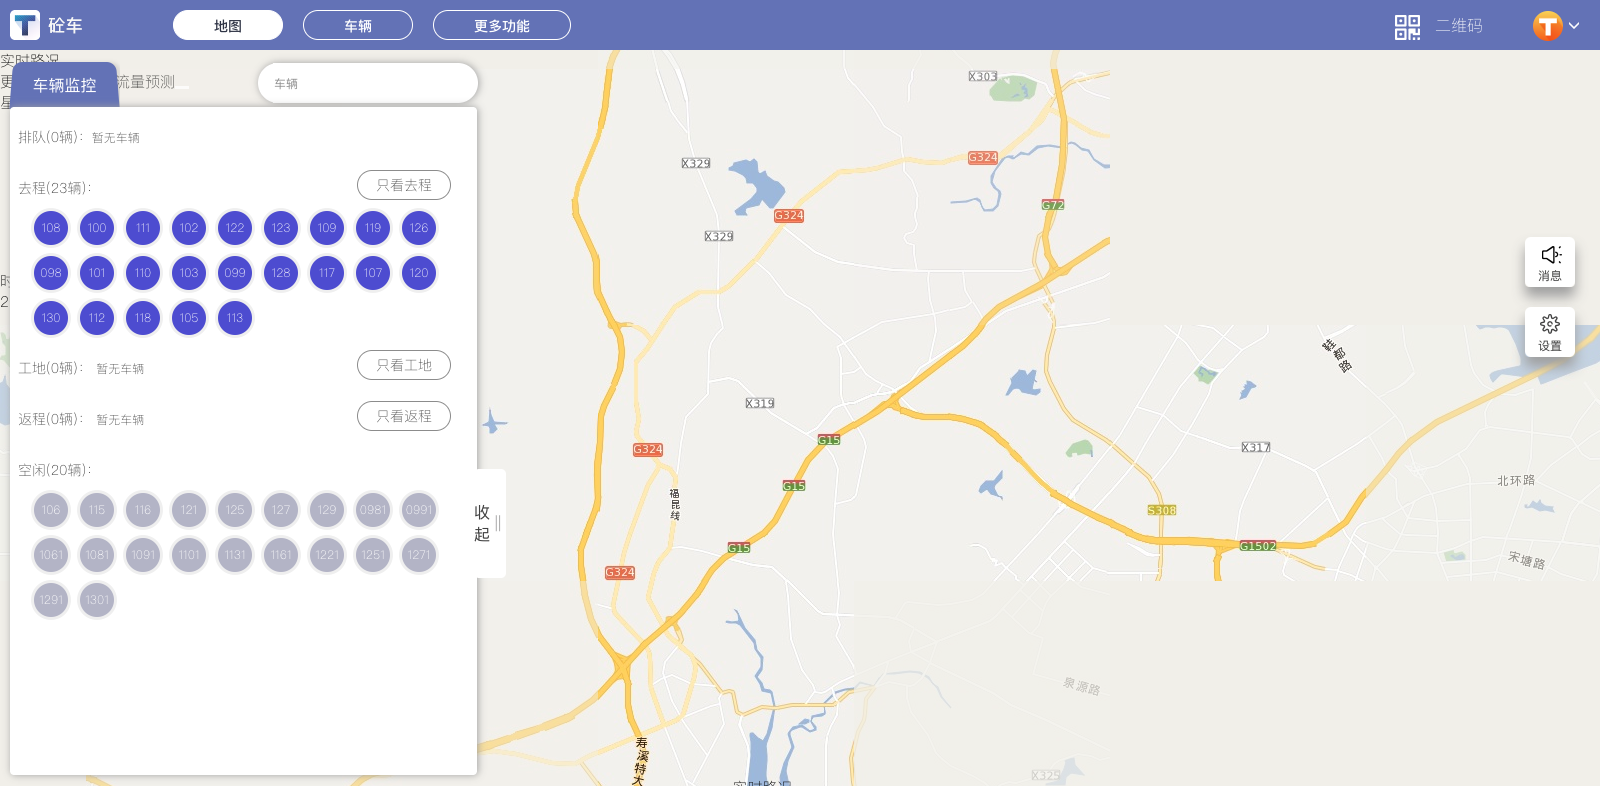 砼车
地图
车辆
更多功能
二维码
实时路况
更
流量预测
星
车辆监控
车辆
排队(0辆): 暂无车辆
去程(23辆):
只看去程
108 100 111 102 122 123 109 119 126
098 101 110 103 099 128 117 107 120
130 112 118 105 113
工地(0辆): 暂无车辆
只看工地
返程(0辆): 暂无车辆
只看返程
空闲(20辆):
106 115 116 121 125 127 129 0981 0991
1061 1081 1091 1101 1131 1161 1221 1251 1271
1291 1301
收起
时
2
消息
设置
X303
X329
G324
G72
G324
X329
鞋都路
X319
G15
X317
G324
北环路
G15
福昆线
S308
G15
G1502
宋塘路
G324
泉源路
寿溪特大
X325
实时路况